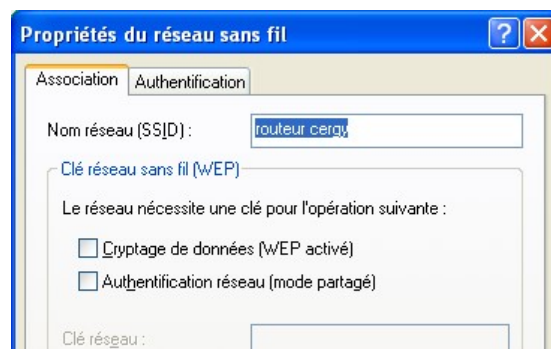 Propriétés du réseau sans fil
Association
Authentification
Nom réseau (SSID) :
routeur cergy
Clé réseau sans fil (WEP)
Le réseau nécessite une clé pour l'opération suivante :
Cryptage de données (WEP activé)
Authentification réseau (mode partagé)
Clé réseau :